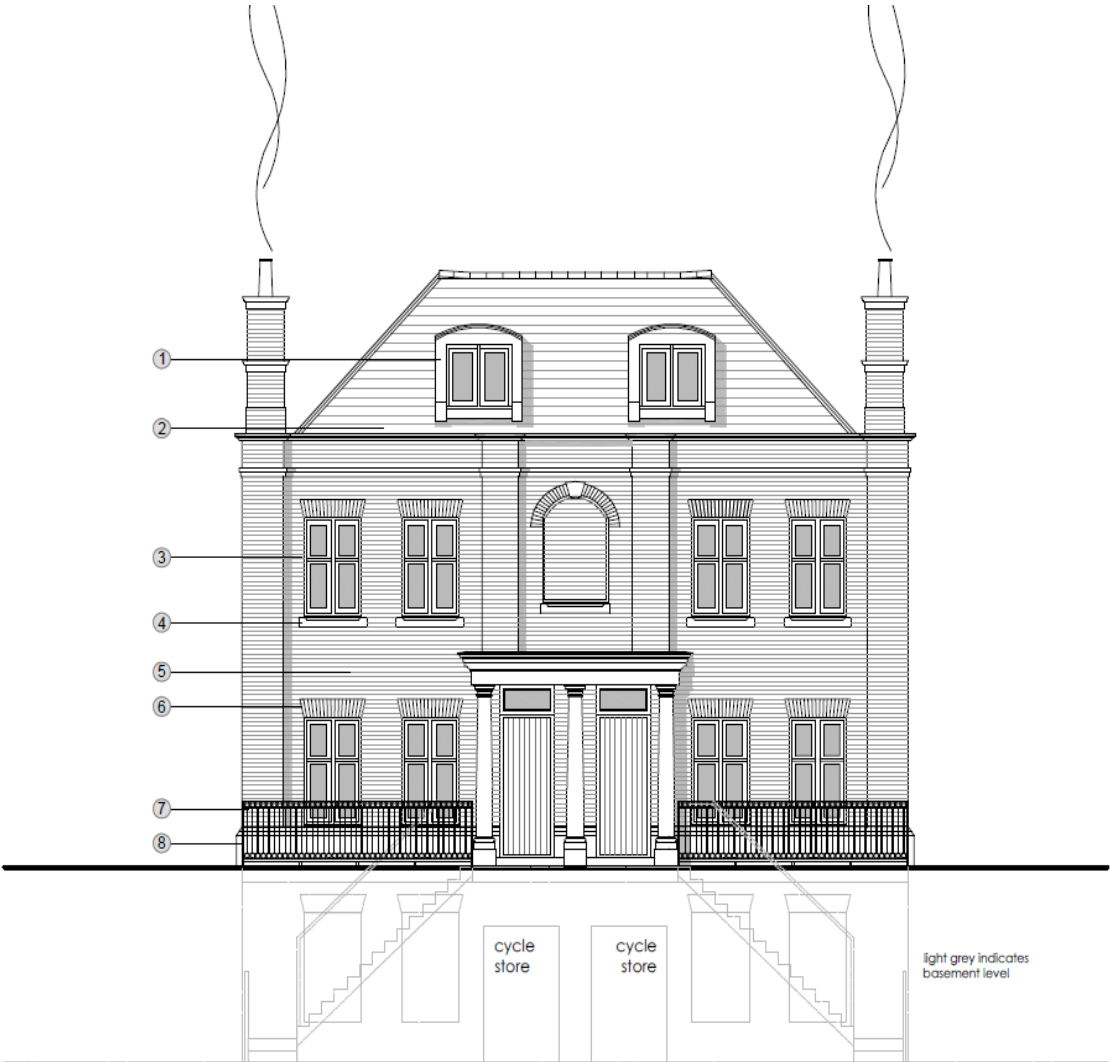 1
2
3
4
5
6
7
8
cycle
store
cycle
store
light grey indicates
basement level